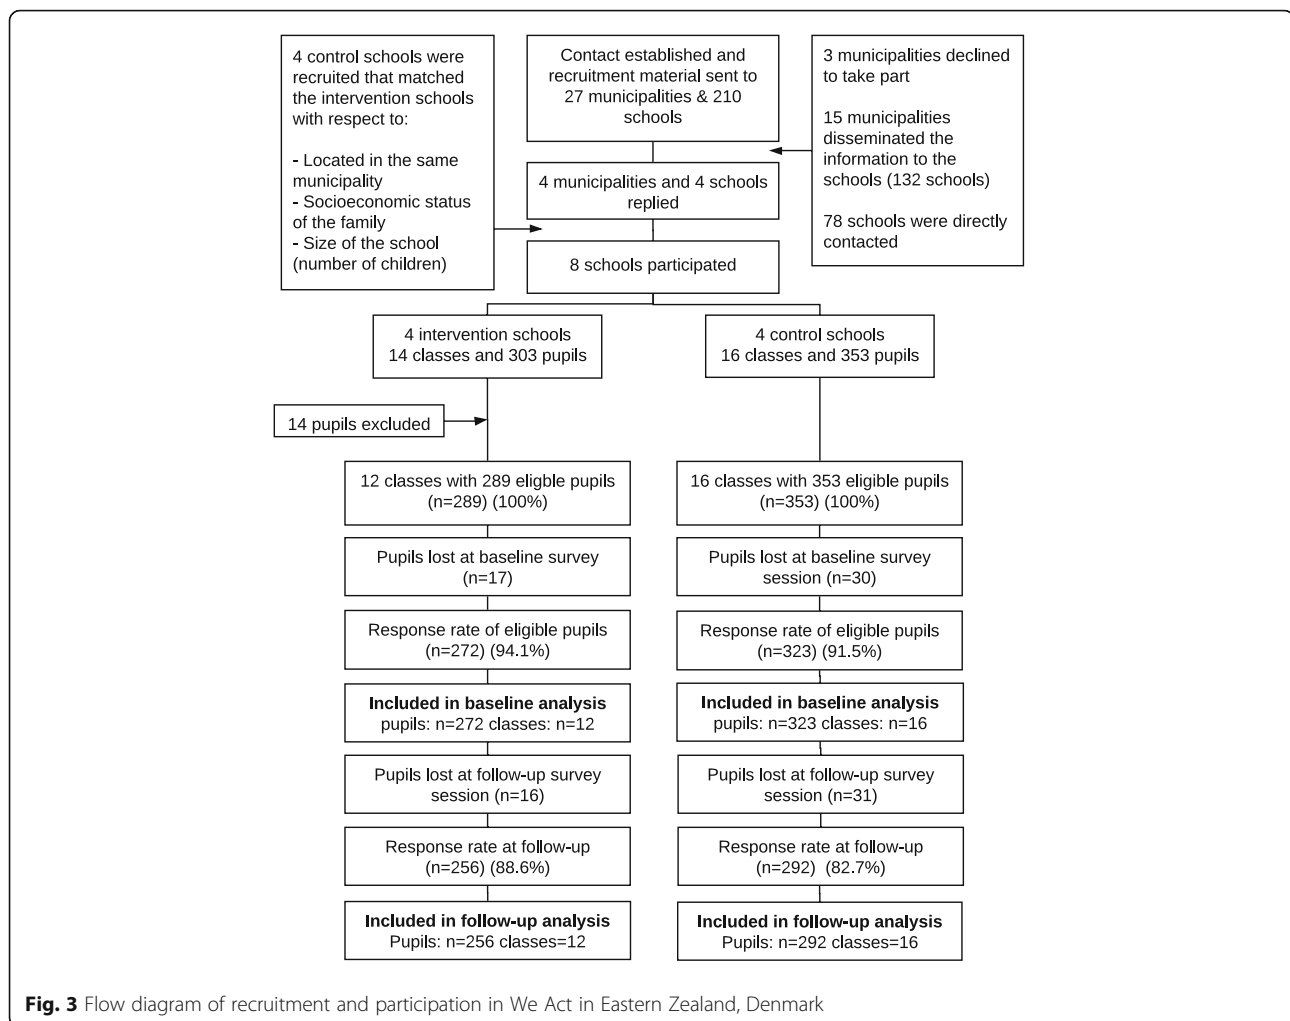 4 control schools were
recruited that matched
the intervention schools
with respect to:
- Located in the same
municipality
- Socioeconomic status
of the family
- Size of the school
(number of children)
Contact established and
recruitment material sent to
27 municipalities & 210
schools
3 municipalities declined
to take part
15 municipalities
disseminated the
information to the
schools (132 schools)
78 schools were directly
contacted
4 municipalities and 4 schools
replied
8 schools participated
4 intervention schools
14 classes and 303 pupils
4 control schools
16 classes and 353 pupils
14 pupils excluded
12 classes with 289 eligble pupils
(n=289) (100%)
16 classes with 353 eligible pupils
(n=353) (100%)
Pupils lost at baseline survey
(n=17)
Pupils lost at baseline survey
session (n=30)
Response rate of eligible pupils
(n=272) (94.1%)
Response rate of eligible pupils
(n=323) (91.5%)
Included in baseline analysis
pupils: n=272 classes: n=12
Included in baseline analysis
pupils: n=323 classes: n=16
Pupils lost at follow-up survey
session (n=16)
Pupils lost at follow-up survey
session (n=31)
Response rate at follow-up
(n=256) (88.6%)
Response rate at follow-up
(n=292) (82.7%)
Included in follow-up analysis
Pupils: n=256 classes=12
Included in follow-up analysis
Pupils: n=292 classes=16
Fig. 3 Flow diagram of recruitment and participation in We Act in Eastern Zealand, Denmark